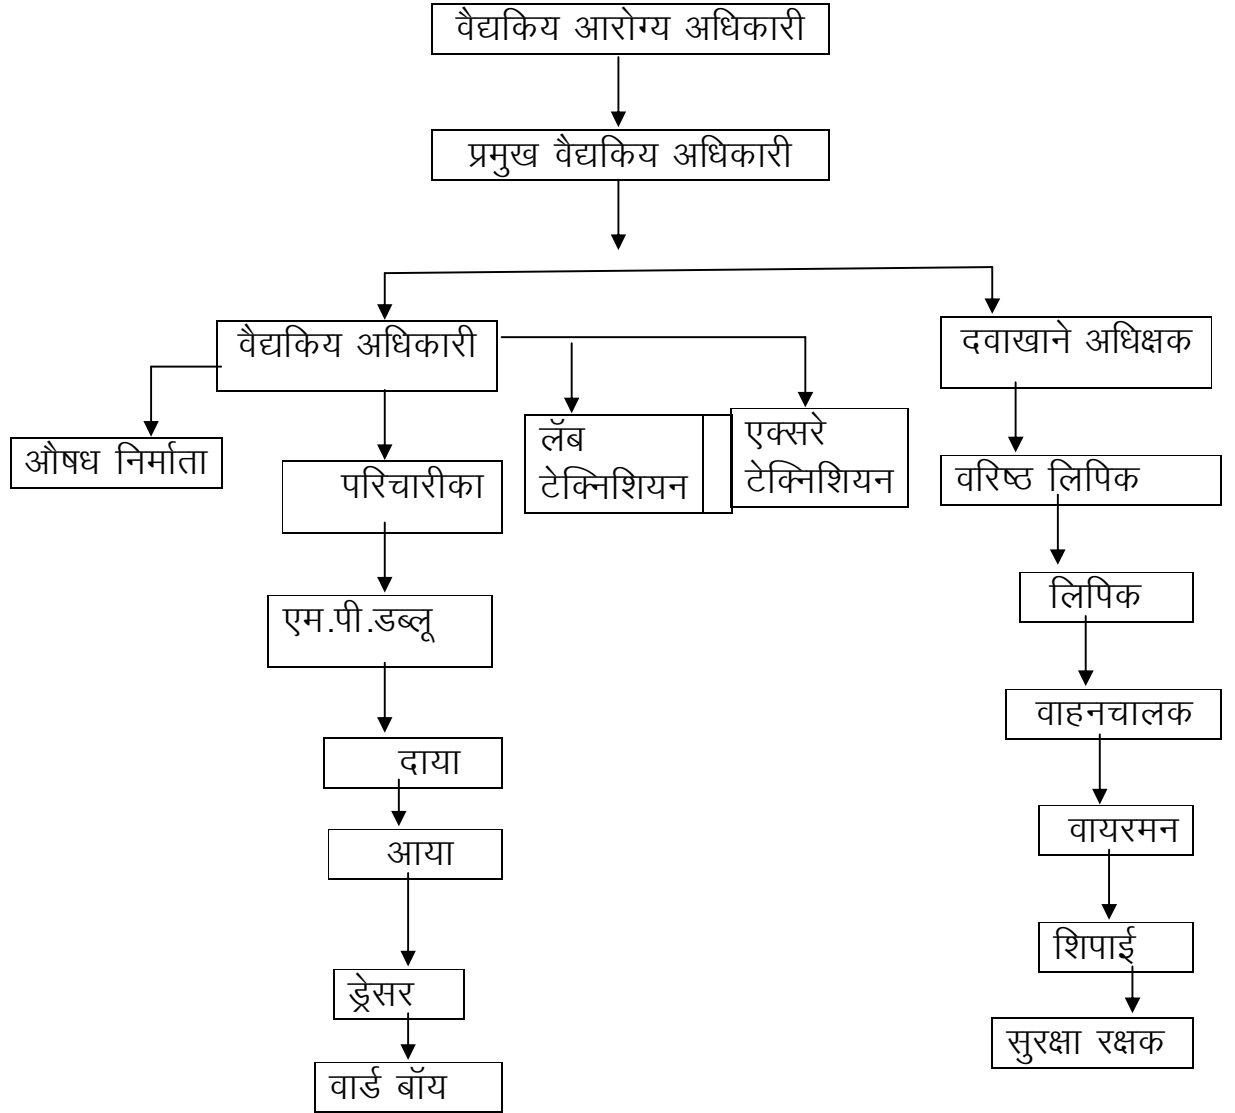 वैद्यकिय आरोग्य अधिकारी
प्रमुख वैद्यकिय अधिकारी
वैद्यकिय अधिकारी
दवाखाने अधिक्षक
औषध निर्माता
परिचारीका
लॅब
टेक्निशियन
एक्सरे
टेक्निशियन
वरिष्ठ लिपिक
एम.पी.डब्लू
लिपिक
दाया
वाहनचालक
आया
वायरमन
ड्रेसर
शिपाई
वार्ड बॉय
सुरक्षा रक्षक